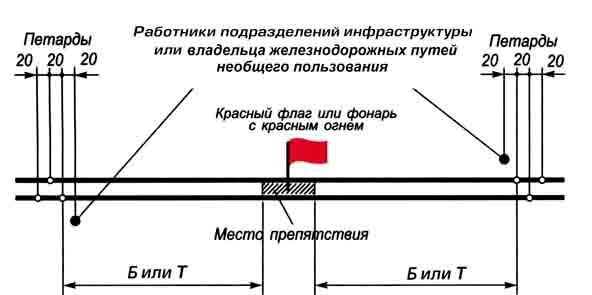 Петарды
20 20 20
Работники подразделений инфраструктуры
или владельца железнодорожных путей
необщего пользования
Петарды
20 20 20
Красный флаг или фонарь
с красным огнем
Место препятствия
Б или Т
Б или Т